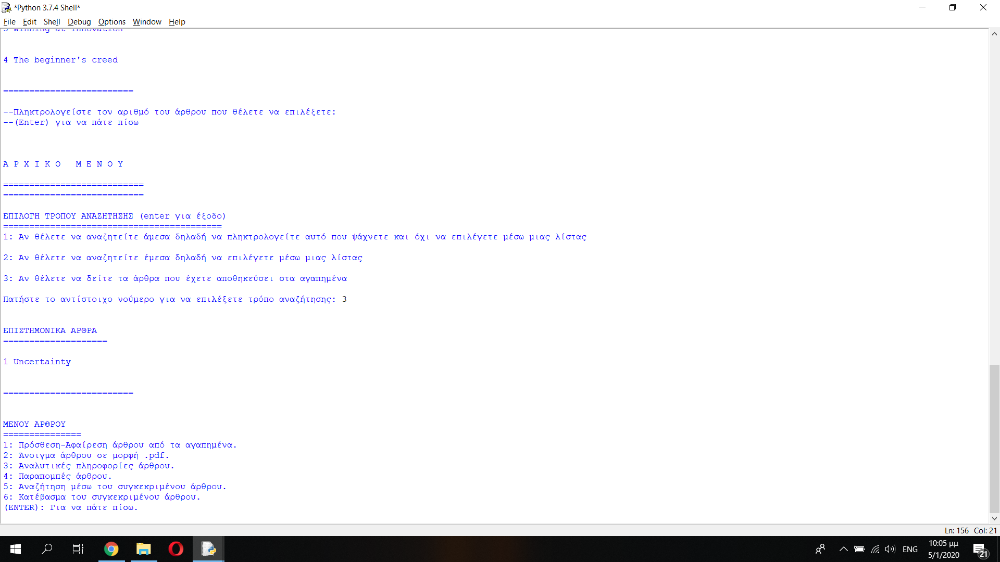 *Python 3.7.4 Shell*
File Edit Shell Debug Options Window Help
3 Winning at innovation
4 The beginner's creed
=========================
--Πληκτρολογείστε τον αριθμό του άρθρου που θέλετε να επιλέξετε:
--(Enter) για να πάτε πίσω
Α Ρ Χ Ι Κ Ο   Μ Ε Ν Ο Υ
===========================
===========================
ΕΠΙΛΟΓΗ ΤΡΟΠΟΥ ΑΝΑΖΗΤΗΣΗΣ (enter για έξοδο)
==========================================
1: Αν θέλετε να αναζητείτε άμεσα δηλαδή να πληκτρολογείτε αυτό που ψάχνετε και όχι να επιλέγετε μέσω μιας λίστας
2: Αν θέλετε να αναζητείτε έμεσα δηλαδή να επιλέγετε μέσω μιας λίστας
3: Αν θέλετε να δείτε τα άρθρα που έχετε αποθηκεύσει στα αγαπημένα
Πατήστε το αντίστοιχο νούμερο για να επιλέξετε τρόπο αναζήτησης: 3
ΕΠΙΣΤΗΜΟΝΙΚΑ ΑΡΘΡΑ
====================
1 Uncertainty
=========================
ΜΕΝΟΥ ΑΡΘΡΟΥ
===============
1: Πρόσθεση-Αφαίρεση άρθρου από τα αγαπημένα.
2: Άνοιγμα άρθρου σε μορφή .pdf.
3: Αναλυτικές πληροφορίες άρθρου.
4: Παραπομπές άρθρου.
5: Αναζήτηση μέσω του συγκεκριμένου άρθρου.
6: Κατέβασμα του συγκεκριμένου άρθρου.
(ENTER): Για να πάτε πίσω.
Ln: 156 Col: 21
ENG
10:05 μμ
5/1/2020
21